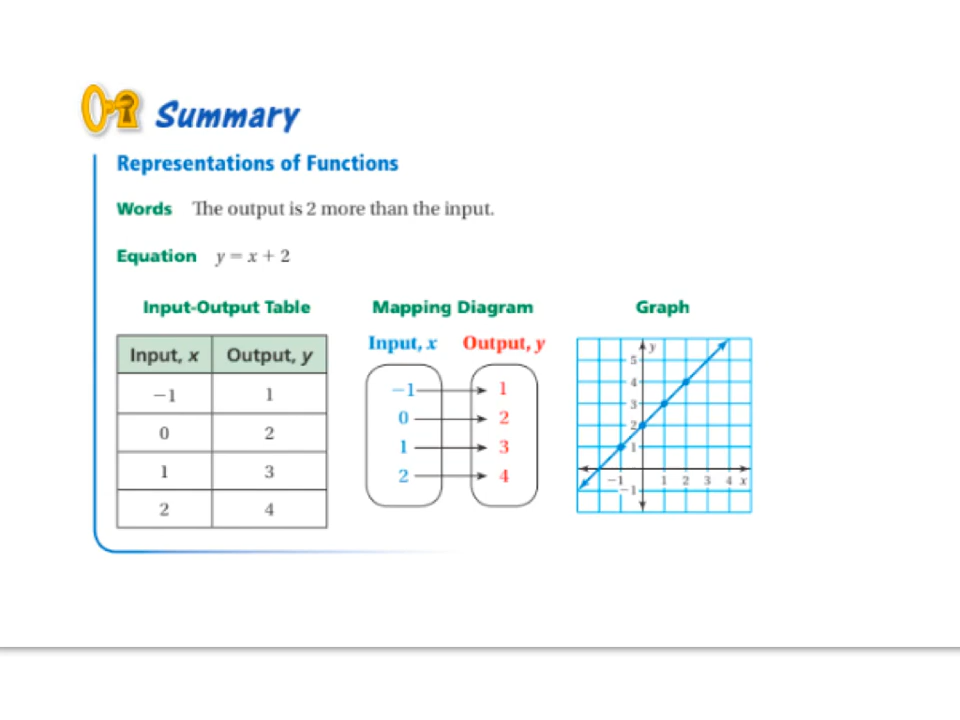 Summary
Representations of Functions
Words The output is 2 more than the input.
Equation y = x + 2
Input-Output Table
Input, x Output, y
−1 1
0 2
1 3
2 4
Mapping Diagram
Input, x Output, y
−1 1
0 2
1 3
2 4
Graph
y
5
4
3
2
1
−1 1 2 3 4 x
−1